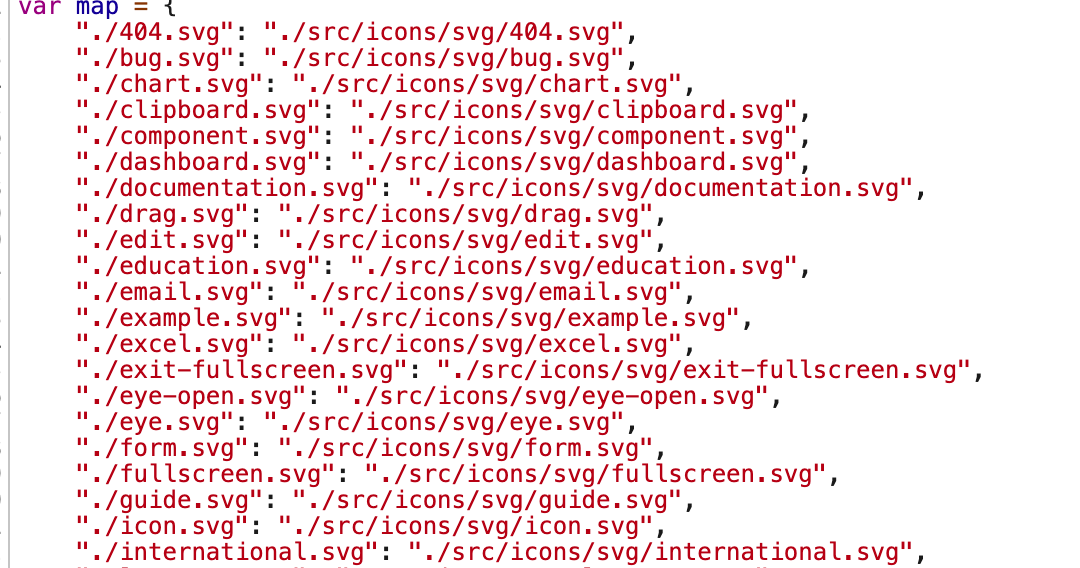 var map = {
"./404.svg": "./src/icons/svg/404.svg",
"./bug.svg": "./src/icons/svg/bug.svg",
"./chart.svg": "./src/icons/svg/chart.svg",
"./clipboard.svg": "./src/icons/svg/clipboard.svg",
"./component.svg": "./src/icons/svg/component.svg",
"./dashboard.svg": "./src/icons/svg/dashboard.svg",
"./documentation.svg": "./src/icons/svg/documentation.svg",
"./drag.svg": "./src/icons/svg/drag.svg",
"./edit.svg": "./src/icons/svg/edit.svg",
"./education.svg": "./src/icons/svg/education.svg",
"./email.svg": "./src/icons/svg/email.svg",
"./example.svg": "./src/icons/svg/example.svg",
"./excel.svg": "./src/icons/svg/excel.svg",
"./exit-fullscreen.svg": "./src/icons/svg/exit-fullscreen.svg",
"./eye-open.svg": "./src/icons/svg/eye-open.svg",
"./eye.svg": "./src/icons/svg/eye.svg",
"./form.svg": "./src/icons/svg/form.svg",
"./fullscreen.svg": "./src/icons/svg/fullscreen.svg",
"./guide.svg": "./src/icons/svg/guide.svg",
"./icon.svg": "./src/icons/svg/icon.svg",
"./international.svg": "./src/icons/svg/international.svg",